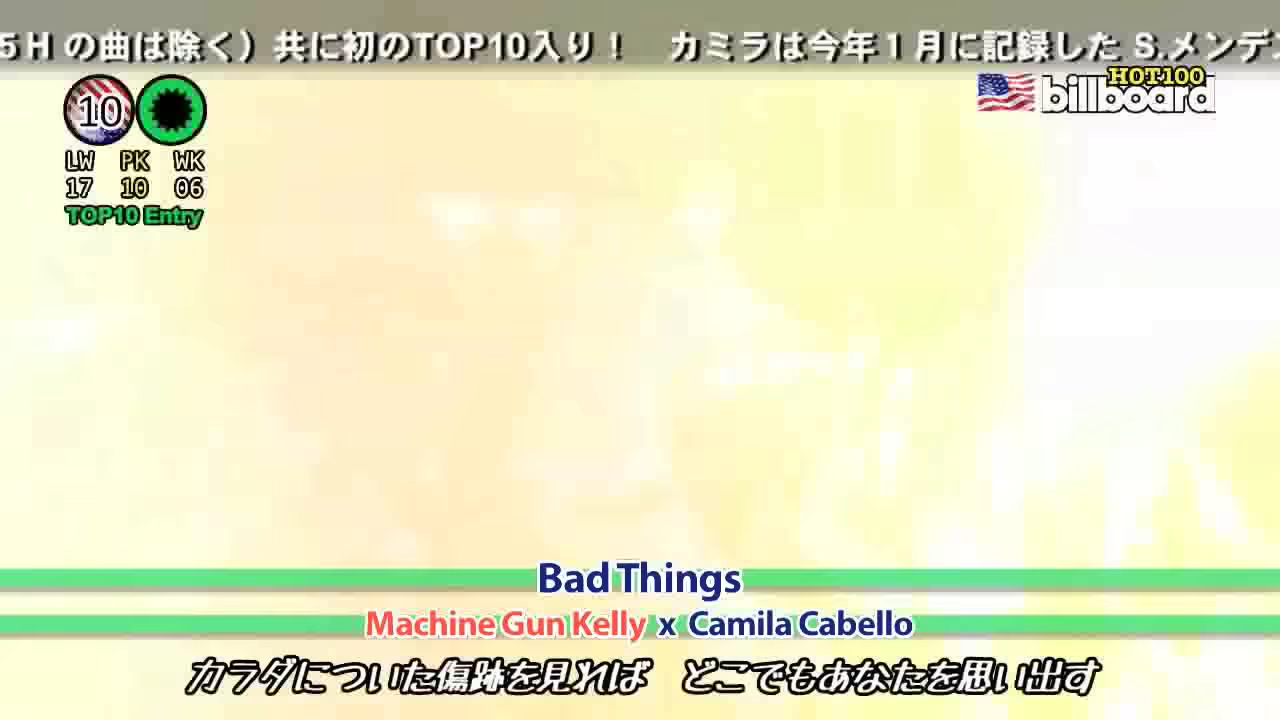 5H の曲は除く）共に初のTOP10入り！　カミラは今年１月に記録した S.メンデ
10
HOT100
billboard
LW PK WK
17 10 06
TOP10 Entry
Bad Things
Machine Gun Kelly x Camila Cabello
カラダについた傷跡を見れば　どこでもあなたを思い出す